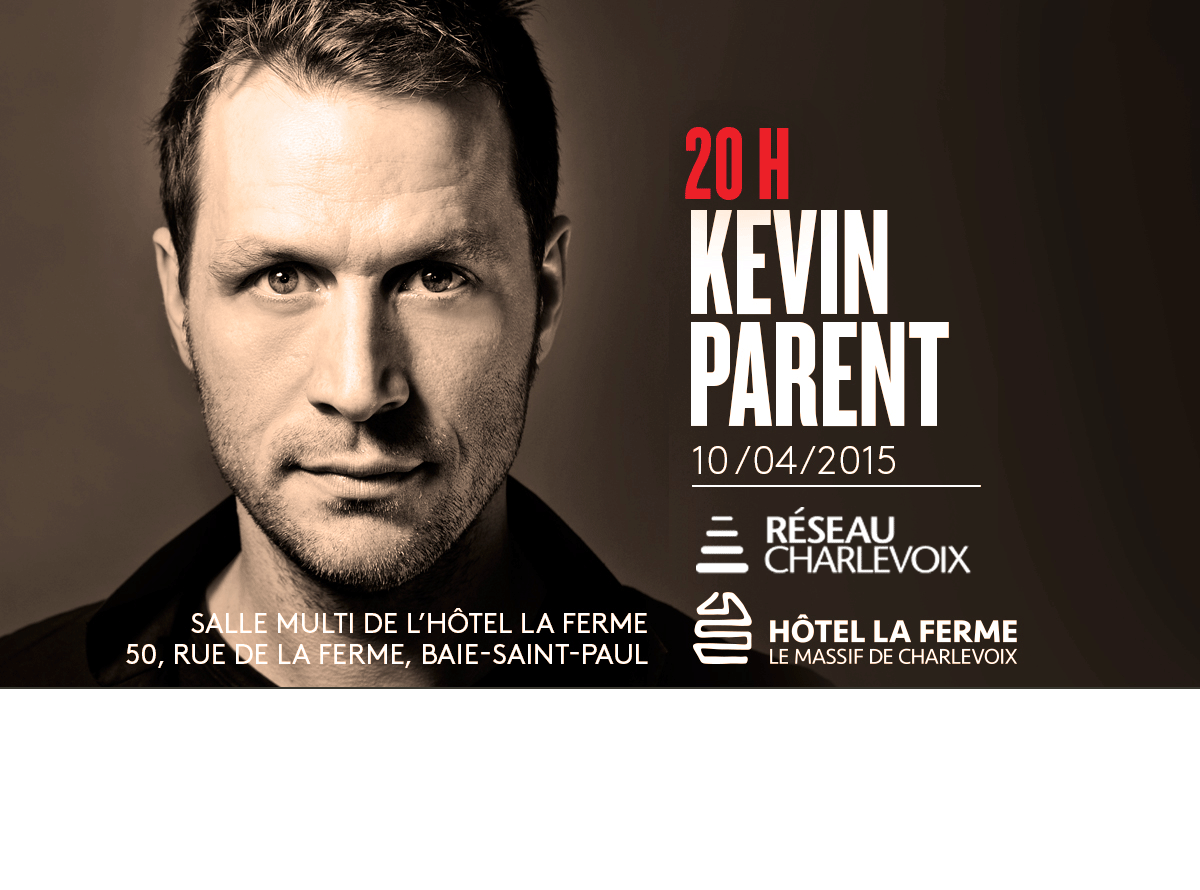 20 H
KEVIN
PARENT
10/04/2015
RÉSEAU
CHARLEVOIX
HÔTEL LA FERME
LE MASSIF DE CHARLEVOIX
SALLE MULTI DE L'HÔTEL LA FERME
50, RUE DE LA FERME, BAIE-SAINT-PAUL